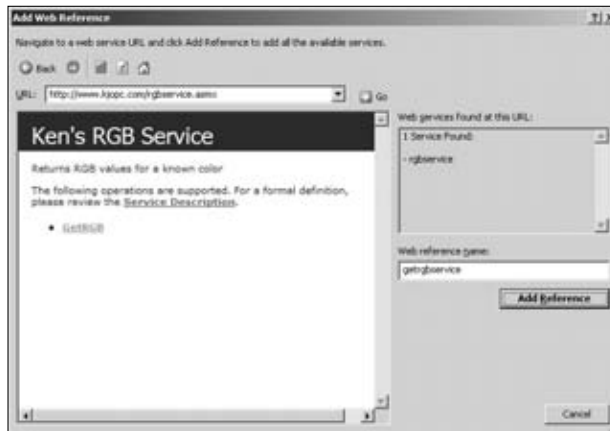 Add Web Reference
Navigate to a web service URL and click Add Reference to add all the available services.
Back
URL: http://www.kjopc.com/rgbservice.asmx
Go
Ken's RGB Service
Returns RGB values for a known color
The following operations are supported. For a formal definition,
please review the Service Description.
GetRGB
Web services found at this URL:
1 Service Found:
- rgbservice
Web reference name:
getrgbservice
Add Reference
Cancel